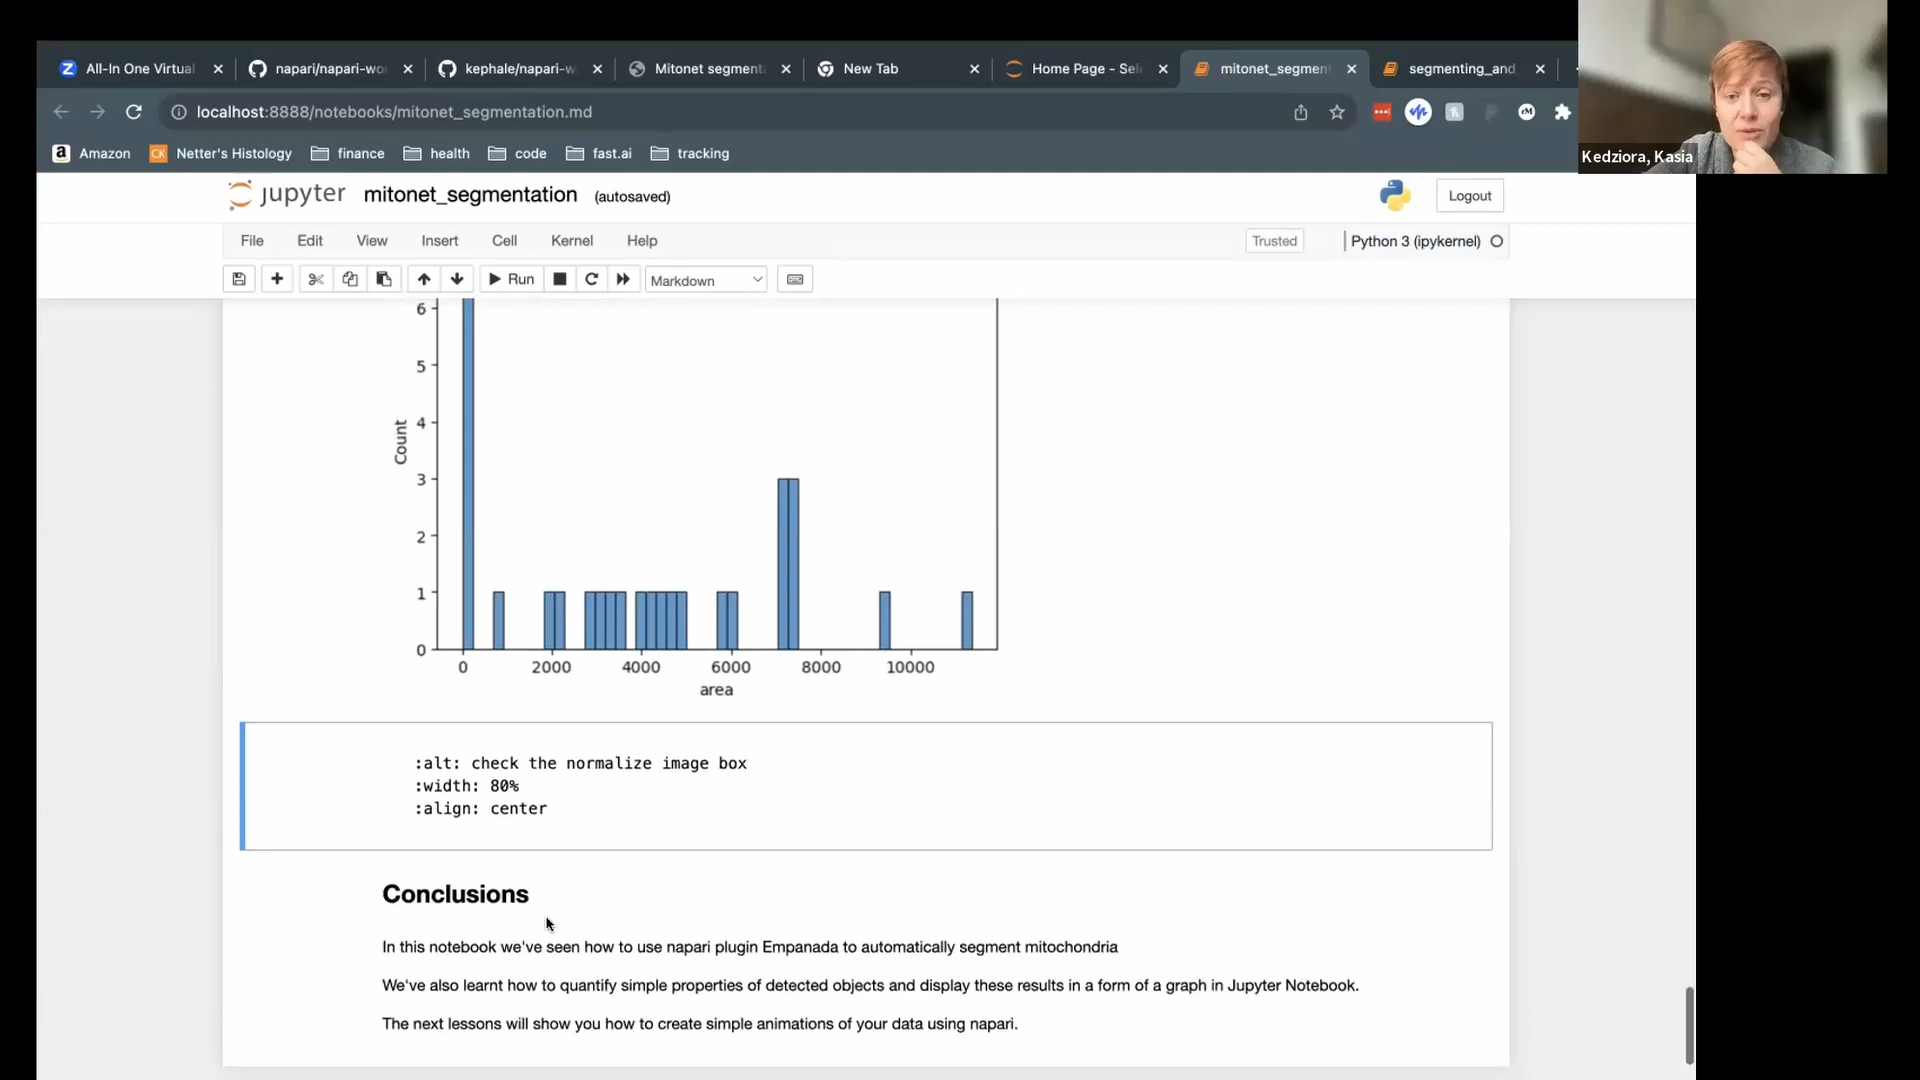 All-In One Virtual
napari/napari-wo
kephale/napari-w
Mitonet segment
New Tab
Home Page - Sel
mitonet_segmen
segmenting_and
localhost:8888/notebooks/mitonet_segmentation.md
Amazon
CK Netter's Histology
finance
health
code
fast.ai
tracking
Kedziora, Kasia
jupyter mitonet_segmentation (autosaved)
Logout
File Edit View Insert Cell Kernel Help
Trusted
Python 3 (ipykernel)
Run
Markdown
6
5
4
3
2
1
0
Count
0 2000 4000 6000 8000 10000
area
:alt: check the normalize image box
:width: 80%
:align: center
Conclusions
In this notebook we've seen how to use napari plugin Empanada to automatically segment mitochondria
We've also learnt how to quantify simple properties of detected objects and display these results in a form of a graph in Jupyter Notebook.
The next lessons will show you how to create simple animations of your data using napari.